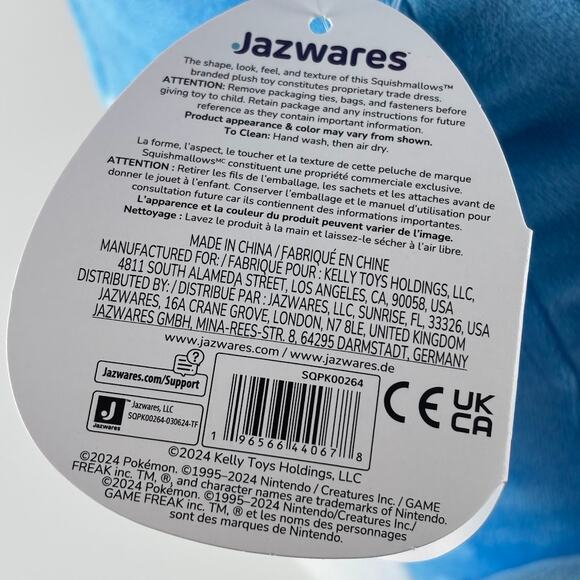 Jazwares™
The shape, look, feel, and texture of this Squishmallows™
branded plush toy constitutes proprietary trade dress.
ATTENTION: Remove packaging ties, bags, and fasteners before
giving toy to child. Retain package and any instructions for future
reference as they contain important information.
Product appearance & color may vary from shown.
To Clean: Hand wash, then air dry.
La forme, l'aspect, le toucher et la texture de cette peluche de marque
Squishmallowsᴹᶜ constituent une propriété commerciale exclusive.
ATTENTION : Retirer les fils de l'emballage, les sachets et les attaches avant de
donner le jouet à l'enfant. Conserver l'emballage et le manuel d'utilisation pour
consultation future car ils contiennent des informations importantes.
L'apparence et la couleur du produit peuvent varier de l'image.
Nettoyage : Lavez le produit à la main et laissez-le sécher à l'air libre.
MADE IN CHINA / FABRIQUÉ EN CHINE
MANUFACTURED FOR: / FABRIQUÉ POUR : KELLY TOYS HOLDINGS, LLC,
4811 SOUTH ALAMEDA STREET, LOS ANGELES, CA, 90058, USA
DISTRIBUTED BY: / DISTRIBUÉ PAR : JAZWARES, LLC, SUNRISE, FL, 33326, USA
JAZWARES, 16A CRANE GROVE, LONDON, N7 8LE, UNITED KINGDOM
JAZWARES GMBH, MINA-REES-STR. 8, 64295 DARMSTADT, GERMANY
www.jazwares.com / www.jazwares.de
Jazwares.com/Support
Jazwares
Jazwares, LLC
SQPK00264-030624-TF
SQPK00264
1 96566 44067 8
CE UK
CA
©2024 Kelly Toys Holdings, LLC
©2024 Pokémon. ©1995–2024 Nintendo / Creatures Inc. / GAME
FREAK inc. TM, ®, and character names are trademarks of Nintendo.
©2024 Pokémon. ©1995–2024 Nintendo/Creatures Inc. /
GAME FREAK inc. TM, ® et les noms des personnages
sont des marques de Nintendo.